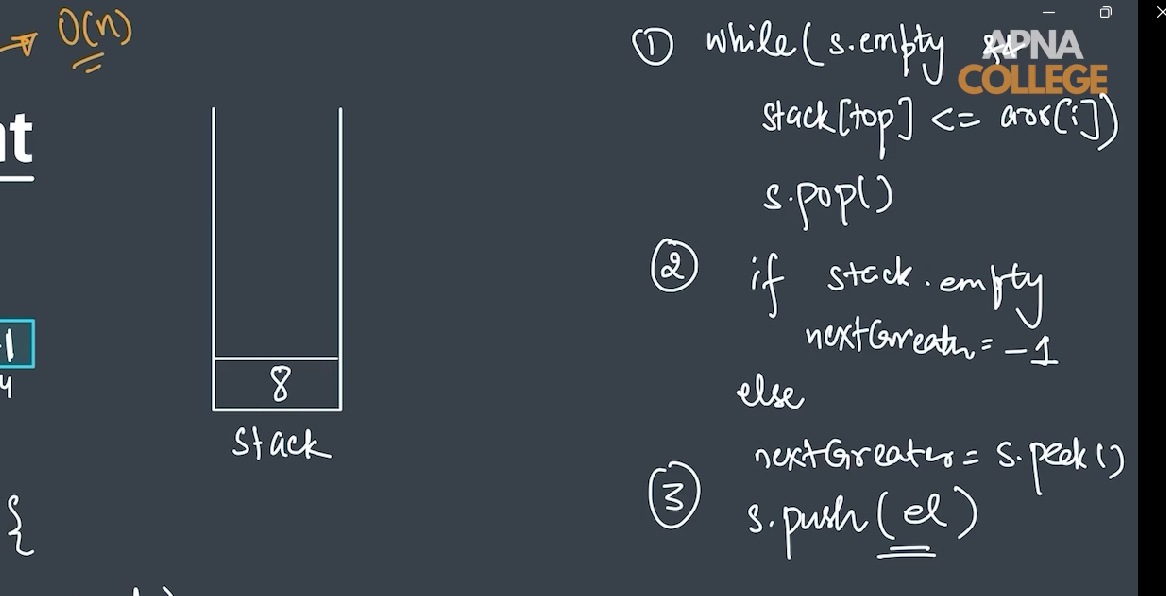 O(n)
① while( s.empty &&
APNA
COLLEGE
stack[top] <= arr[i])
s.pop()
② if stack.empty
nextGreater = -1
else
nextGreater = s.peek()
③ s.push(el)
nt
-1
4
8
stack
{